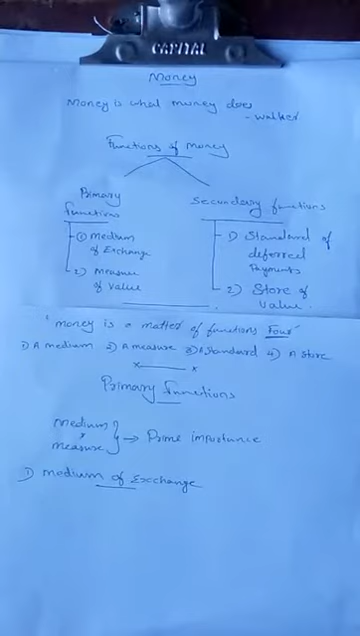 CAPITAL
Money
Money is what money does
- Walker
Functions of money
Primary functions
1) Medium of Exchange
2) Measure of Value
Secondary functions
1) Standard of deferred Payments
2) Store of Value.
"Money is a matter of functions Four"
1) A medium 2) A measure 3) A Standard 4) A Store
x x
Primary Functions
Medium
x
measure } → Prime importance
1) Medium of Exchange